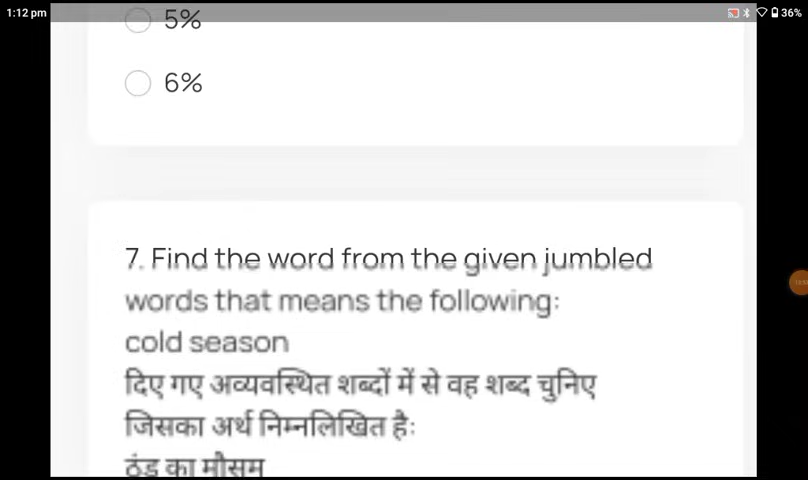 1:12 pm
36%
5%
6%
7. Find the word from the given jumbled
words that means the following:
cold season
दिए गए अव्यवस्थित शब्दों में से वह शब्द चुनिए
जिसका अर्थ निम्नलिखित है:
ठंड का मौसम